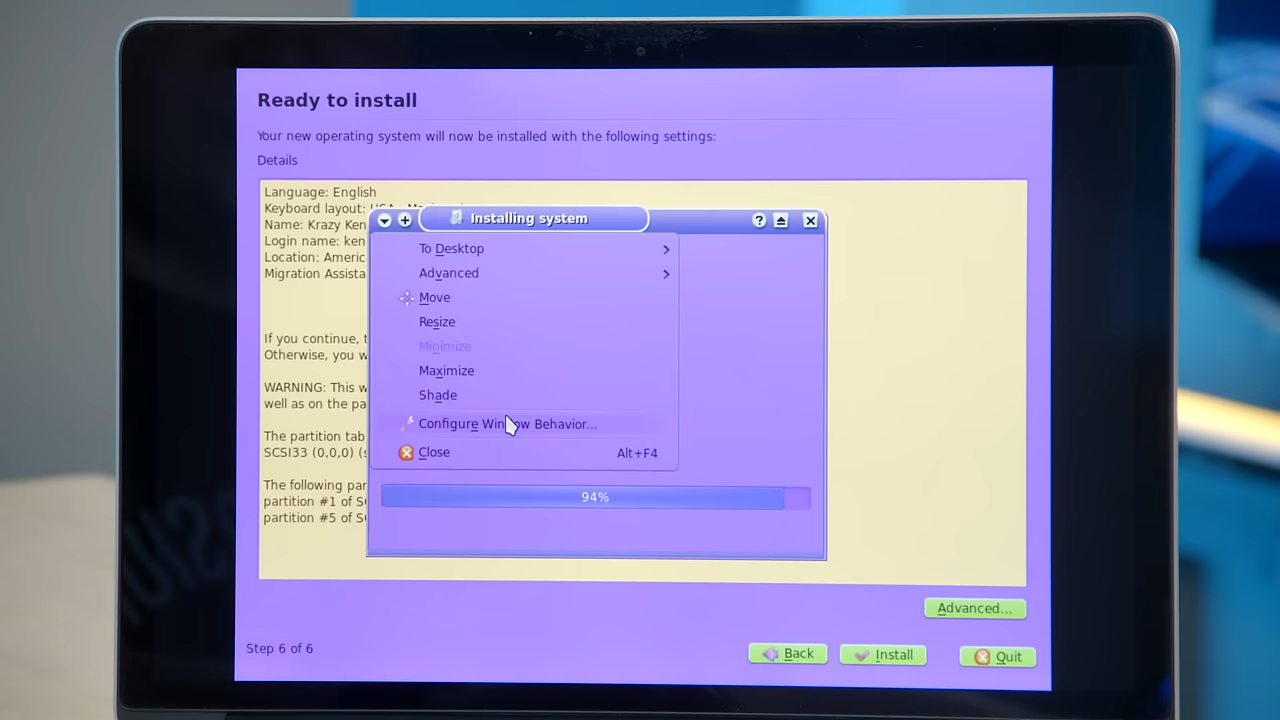 Ready to install
Your new operating system will now be installed with the following settings:
Details
Language: English
Keyboard layout:
Name: Krazy Ken
Login name: ken
Location: Americ
Migration Assista
If you continue,
Otherwise, you w
WARNING: This w
well as on the pa
The partition tab
SCSI33 (0,0,0) (s
The following par
partition #1 of SC
partition #5 of SC
Installing system
?
To Desktop
Advanced
Move
Resize
Minimize
Maximize
Shade
Configure Window Behavior...
Close Alt+F4
94%
Advanced...
Step 6 of 6
Back
Install
Quit